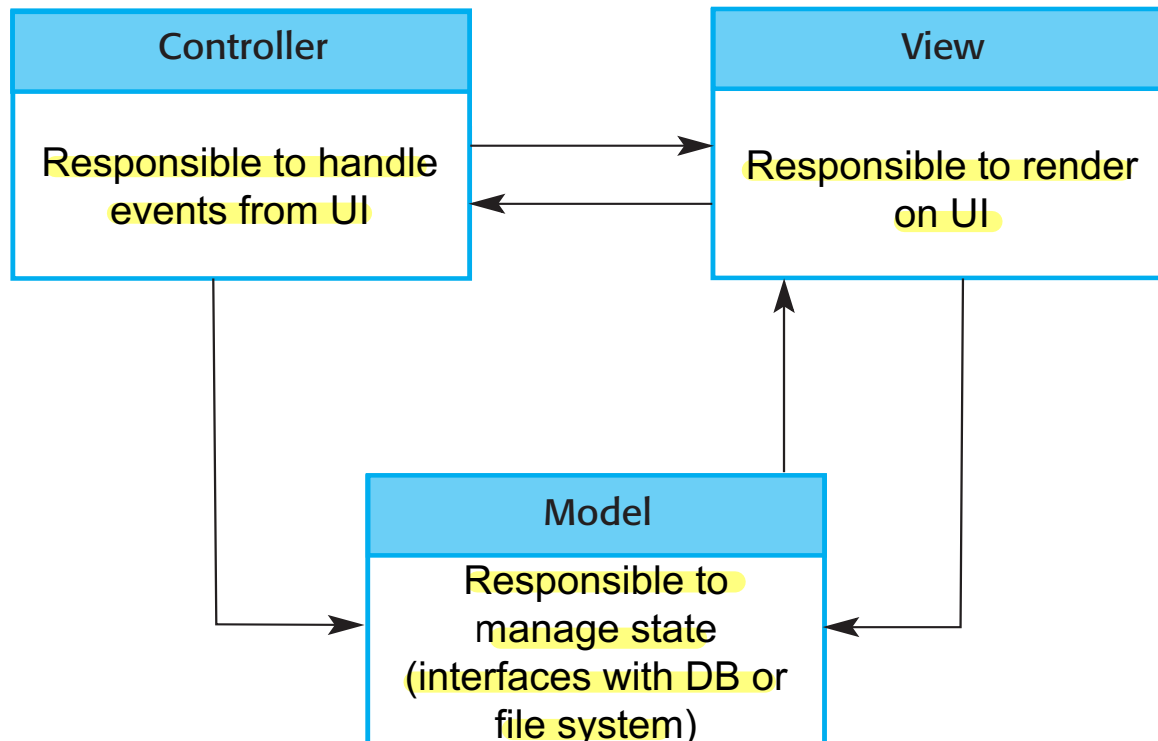 Controller
Responsible to handle
events from UI
View
Responsible to render
on UI
Model
Responsible to
manage state
(interfaces with DB or
file system)